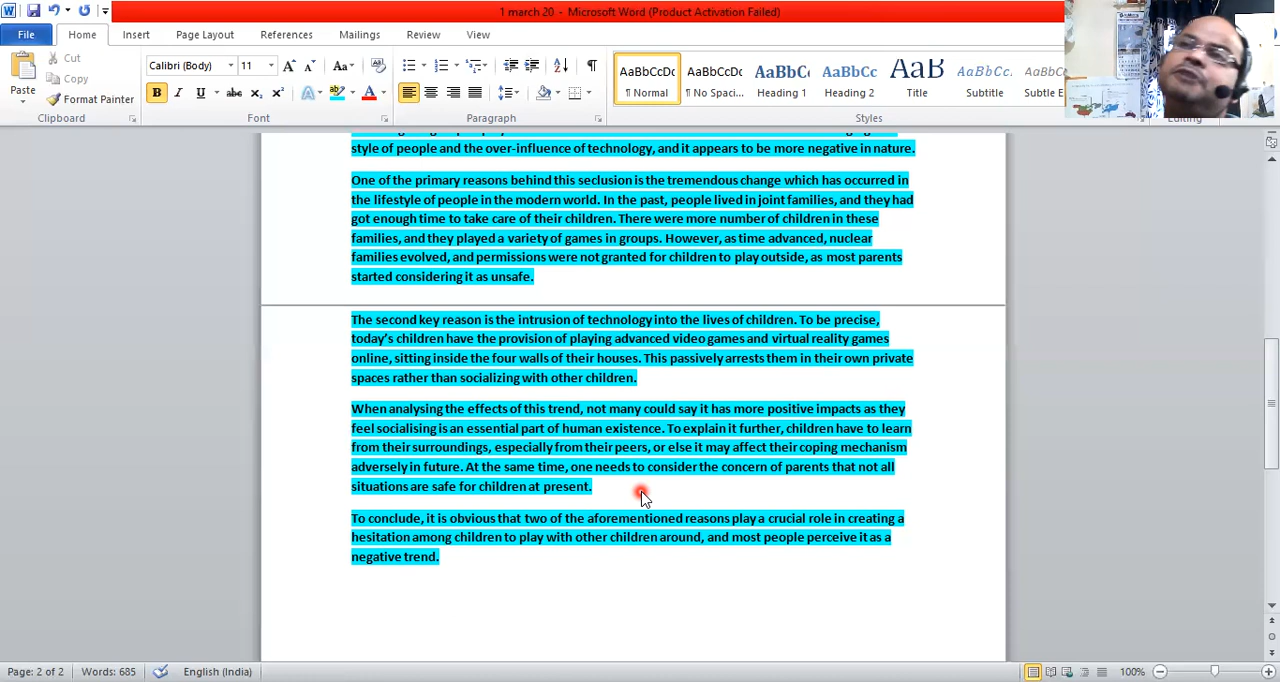 1 march 20 - Microsoft Word (Product Activation Failed)
File Home Insert Page Layout References Mailings Review View
Cut
Copy
Format Painter
Paste
Calibri (Body) 11
AaBbCcDc AaBbCcDc AaBbCc AaBbCc AaB AaBbCc. AaBbCc
¶ Normal ¶ No Spaci... Heading 1 Heading 2 Title Subtitle Subtle E
Clipboard Font Paragraph Styles Editing
style of people and the over-influence of technology, and it appears to be more negative in nature.
One of the primary reasons behind this seclusion is the tremendous change which has occurred in
the lifestyle of people in the modern world. In the past, people lived in joint families, and they had
got enough time to take care of their children. There were more number of children in these
families, and they played a variety of games in groups. However, as time advanced, nuclear
families evolved, and permissions were not granted for children to play outside, as most parents
started considering it as unsafe.
The second key reason is the intrusion of technology into the lives of children. To be precise,
today's children have the provision of playing advanced video games and virtual reality games
online, sitting inside the four walls of their houses. This passively arrests them in their own private
spaces rather than socializing with other children.
When analysing the effects of this trend, not many could say it has more positive impacts as they
feel socialising is an essential part of human existence. To explain it further, children have to learn
from their surroundings, especially from their peers, or else it may affect their coping mechanism
adversely in future. At the same time, one needs to consider the concern of parents that not all
situations are safe for children at present.
To conclude, it is obvious that two of the aforementioned reasons play a crucial role in creating a
hesitation among children to play with other children around, and most people perceive it as a
negative trend.
Page: 2 of 2 Words: 685 English (India) 100%